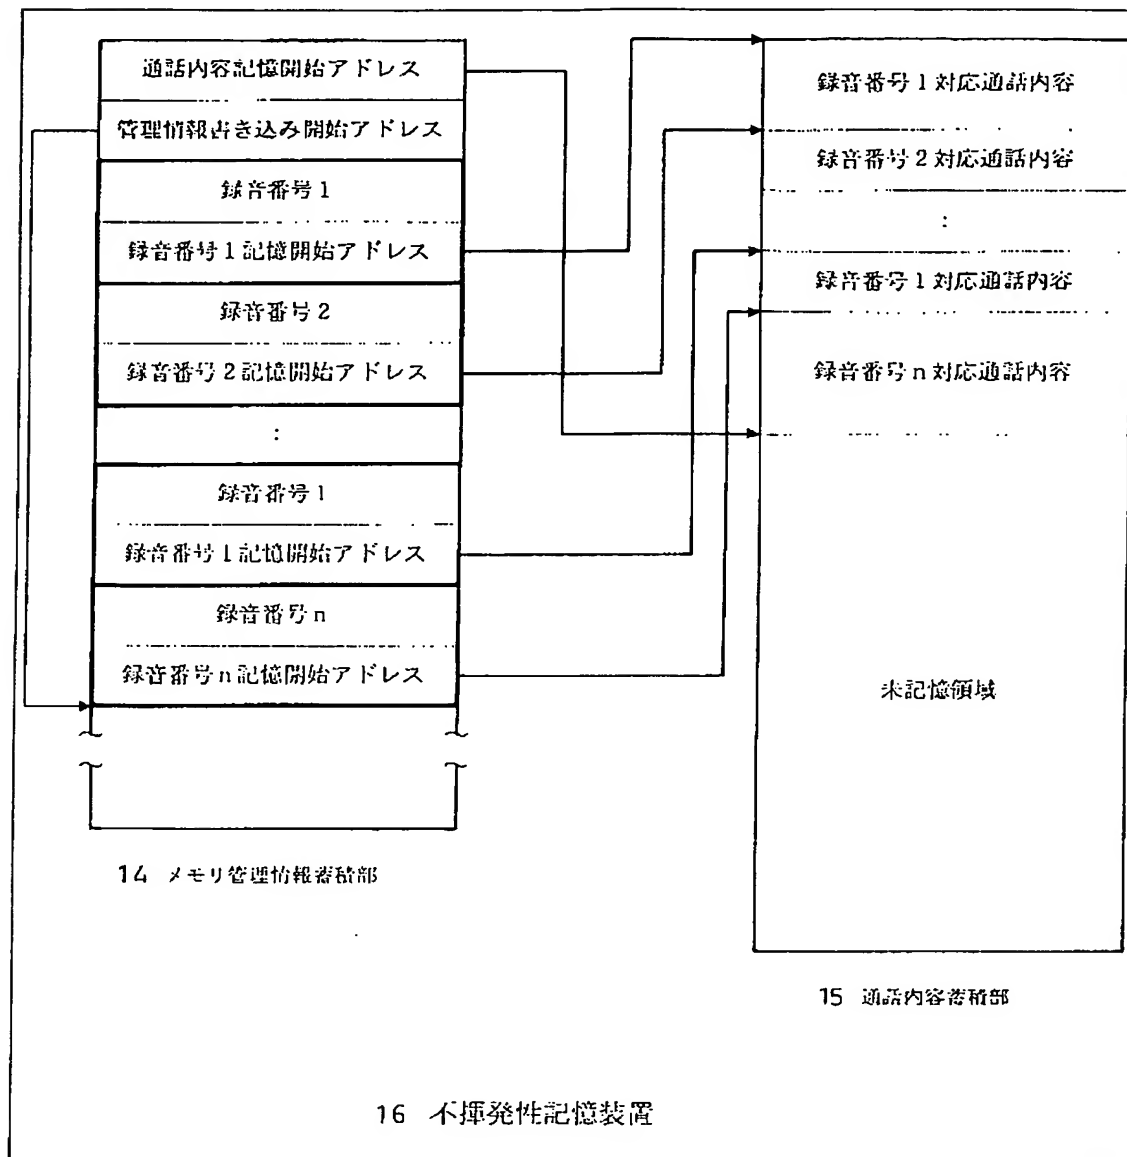 通話内容記憶開始アドレス
管理情報書き込み開始アドレス
録音番号1
録音番号1記憶開始アドレス
録音番号2
録音番号2記憶開始アドレス
:
録音番号1
録音番号1記憶開始アドレス
録音番号n
録音番号n記憶開始アドレス
14 メモリ管理情報蓄積部
録音番号1対応通話内容
録音番号2対応通話内容
:
録音番号1対応通話内容
録音番号n対応通話内容
未記憶領域
15 通話内容蓄積部
16 不揮発性記憶装置